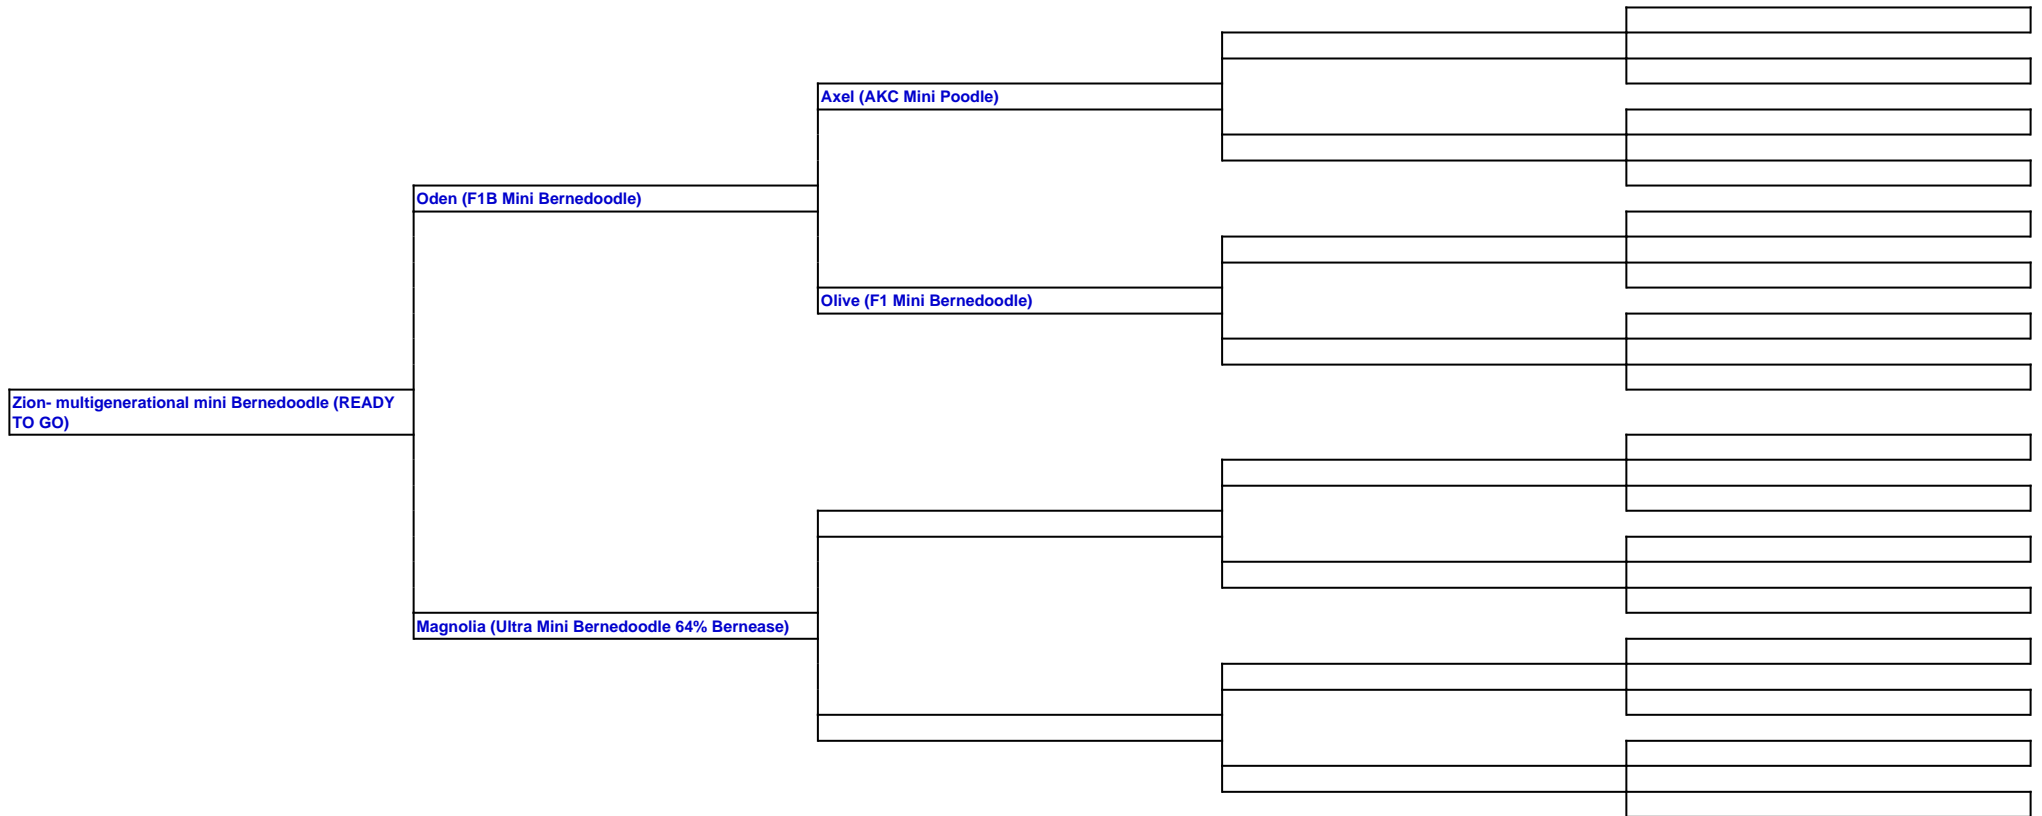 Axel (AKC Mini Poodle)
Oden (F1B Mini Bernedoodle)
Olive (F1 Mini Bernedoodle)
Zion- multigenerational mini Bernedoodle (READY
TO GO)
Magnolia (Ultra Mini Bernedoodle 64% Bernease)